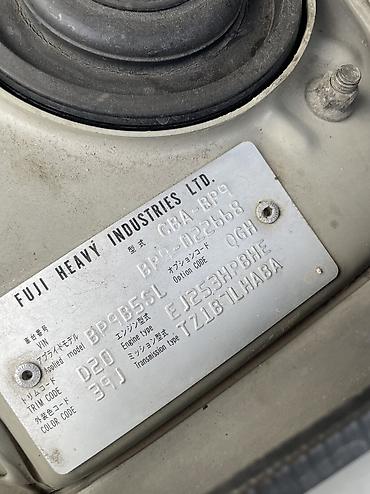 FUJI HEAVY INDUSTRIES LTD.
型式 CBA-BP9
車台番号 VIN BP9-022668
アプライドモデル Applied model BP9B55L オプションコード Option CODE QGH
トリムコード TRIM CODE D20 エンジン型式 Engine type EJ253HPBHE
外装色コード COLOR CODE 39J ミッション型式 Transmission type TZ1B7LHABA